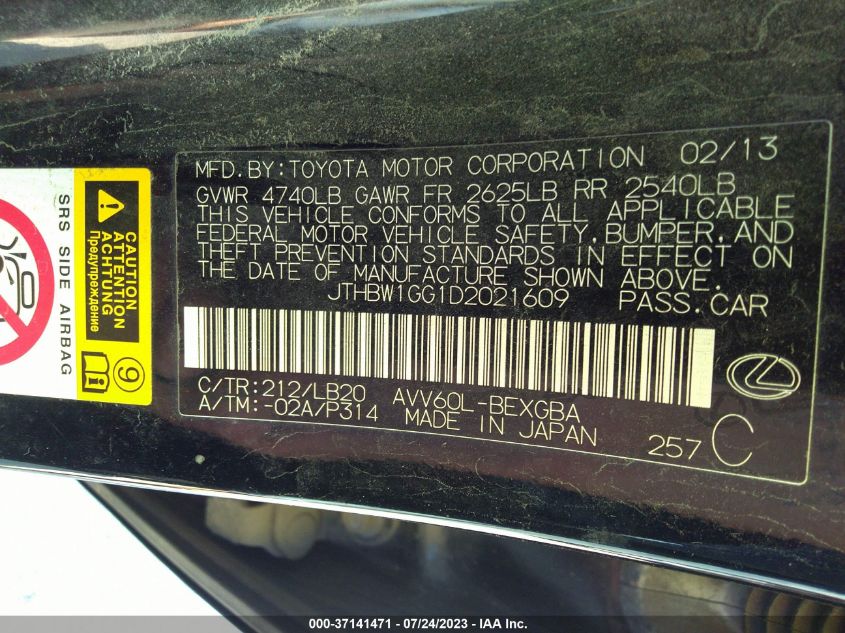 MFD.BY:TOYOTA MOTOR CORPORATION 02/13
GVWR 4740LB GAWR FR 2625LB RR 2540LB
THIS VEHICLE CONFORMS TO ALL APPLICABLE
FEDERAL MOTOR VEHICLE SAFETY,BUMPER,AND
THEFT PREVENTION STANDARDS IN EFFECT ON
THE DATE OF MANUFACTURE SHOWN ABOVE.
JTHBW1GG1D2021609 PASS.CAR
C/TR:212/LB20 AVV60L-BEXGBA
A/TM:-02A/P314 MADE IN JAPAN 257 C
SRS SIDE AIRBAG
CAUTION
ATTENTION
ACHTUNG
Предупреждение
9
000-37141471 / 07/24/2023 - IAA Inc.